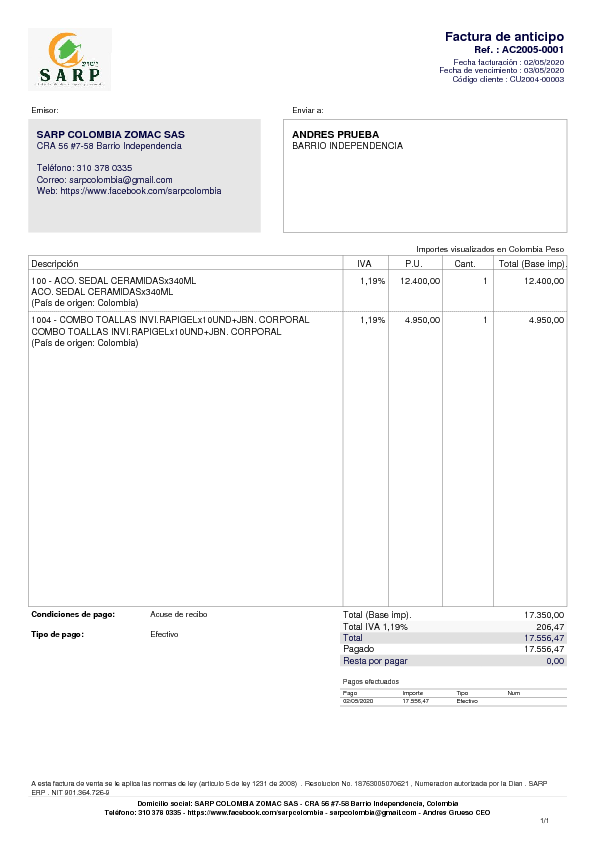 SARP
Factura de anticipo
Ref. : AC2005-0001
Fecha facturación : 02/05/2020
Fecha de vencimiento : 03/05/2020
Código cliente : CU2004-00003
Emisor:
Enviar a:
SARP COLOMBIA ZOMAC SAS
CRA 56 #7-58 Barrio Independencia
Teléfono: 310 378 0335
Correo: sarpcolombia@gmail.com
Web: https://www.facebook.com/sarpcolombia
ANDRES PRUEBA
BARRIO INDEPENDENCIA
Importes visualizados en Colombia Peso
Descripción IVA P.U. Cant. Total (Base imp).
100 - ACO. SEDAL CERAMIDASx340ML 1,19% 12.400,00 1 12.400,00
ACO. SEDAL CERAMIDASx340ML
(País de origen: Colombia)
1004 - COMBO TOALLAS INVI.RAPIGELx10UND+JBN. CORPORAL 1,19% 4.950,00 1 4.950,00
COMBO TOALLAS INVI.RAPIGELx10UND+JBN. CORPORAL
(País de origen: Colombia)
Condiciones de pago: Acuse de recibo
Tipo de pago: Efectivo
Total (Base imp). 17.350,00
Total IVA 1,19% 206,47
Total 17.556,47
Pagado 17.556,47
Resta por pagar 0,00
Pagos efectuados
Pago Importe Tipo Num
02/05/2020 17.556,47 Efectivo
A esta factura de venta se le aplica las normas de ley (articulo 5 de ley 1231 de 2008) . Resolucion No. 18763005070621 , Numeracion autorizada por la Dian . SARP
ERP . NIT 901.364.726-9
Domicilio social: SARP COLOMBIA ZOMAC SAS - CRA 56 #7-58 Barrio Independencia, Colombia
Teléfono: 310 378 0335 - https://www.facebook.com/sarpcolombia - sarpcolombia@gmail.com - Andres Grueso CEO
1/1